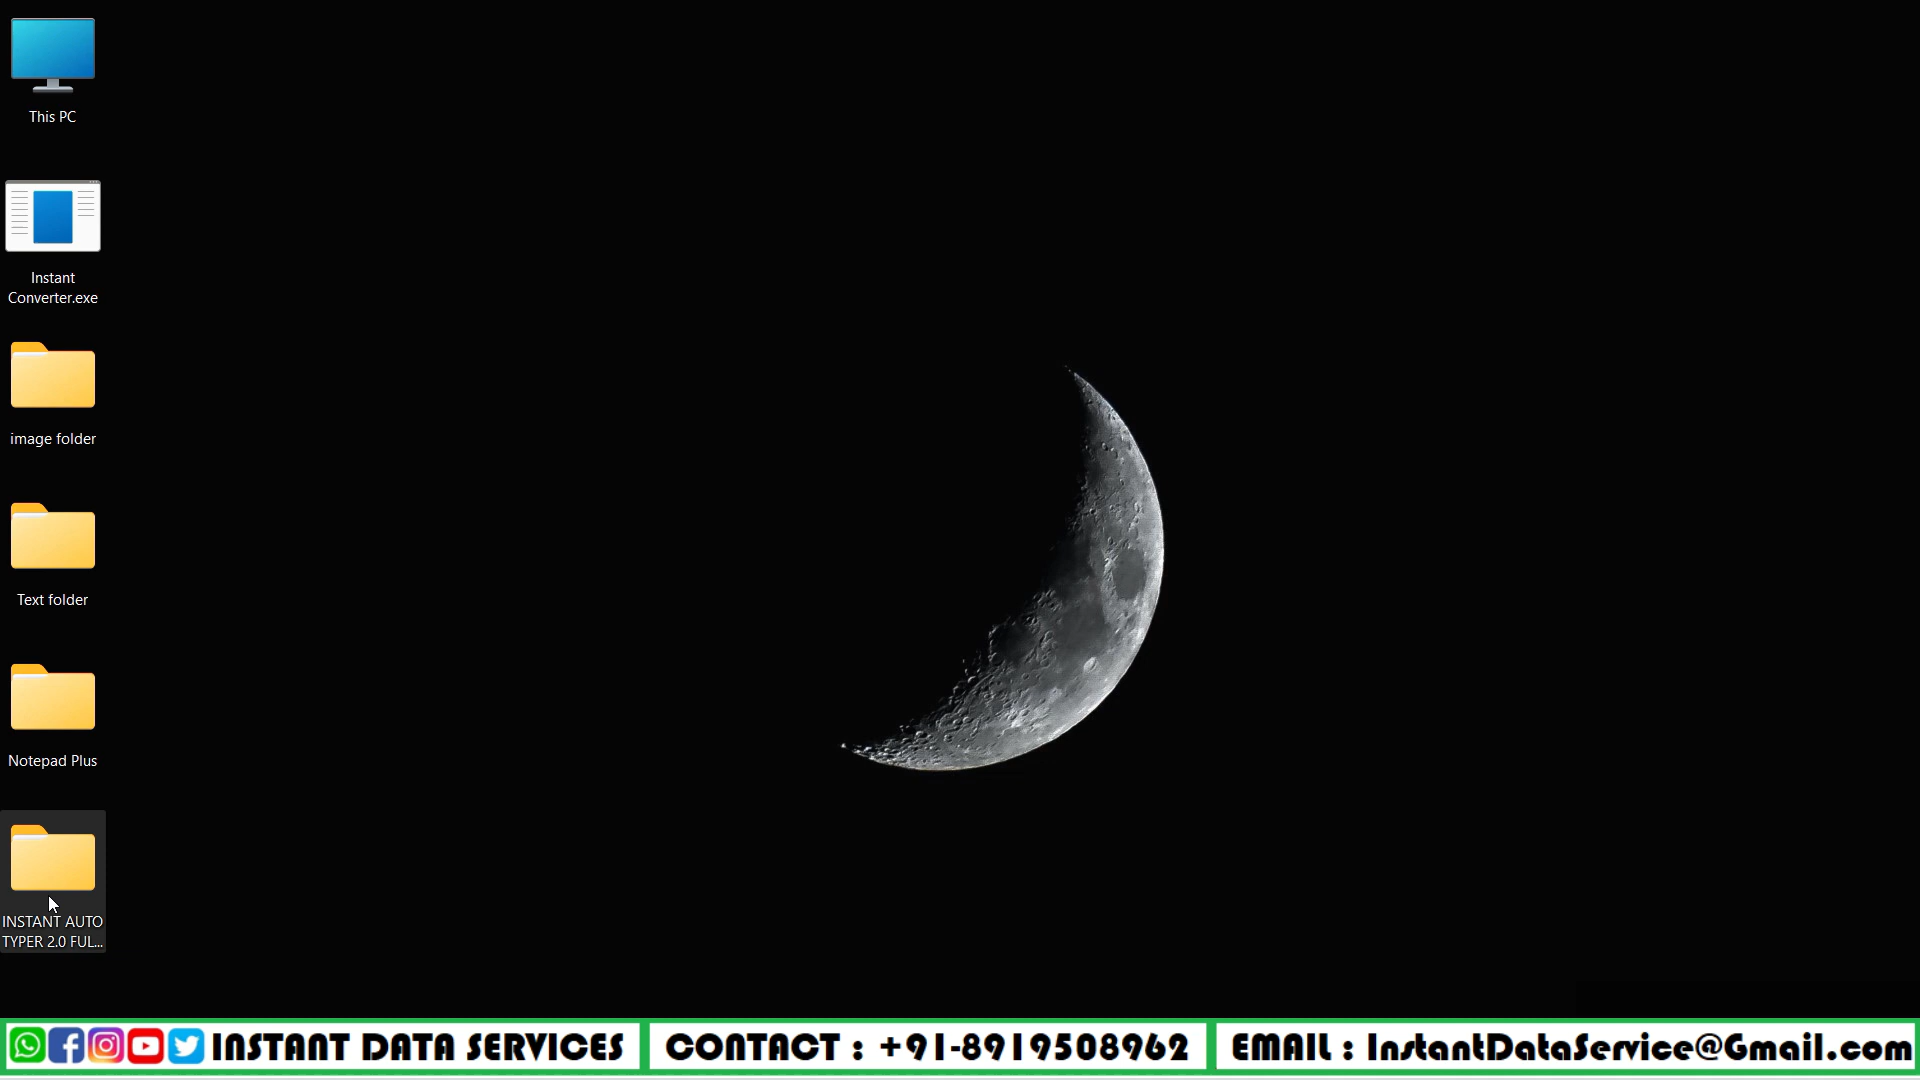 This PC
Instant
Converter.exe
image folder
Text folder
Notepad Plus
INSTANT AUTO
TYPER 2.0 FUL...
INSTANT DATA SERVICES
CONTACT : +91-8919508962
EMAIL : InstantDataService@Gmail.com